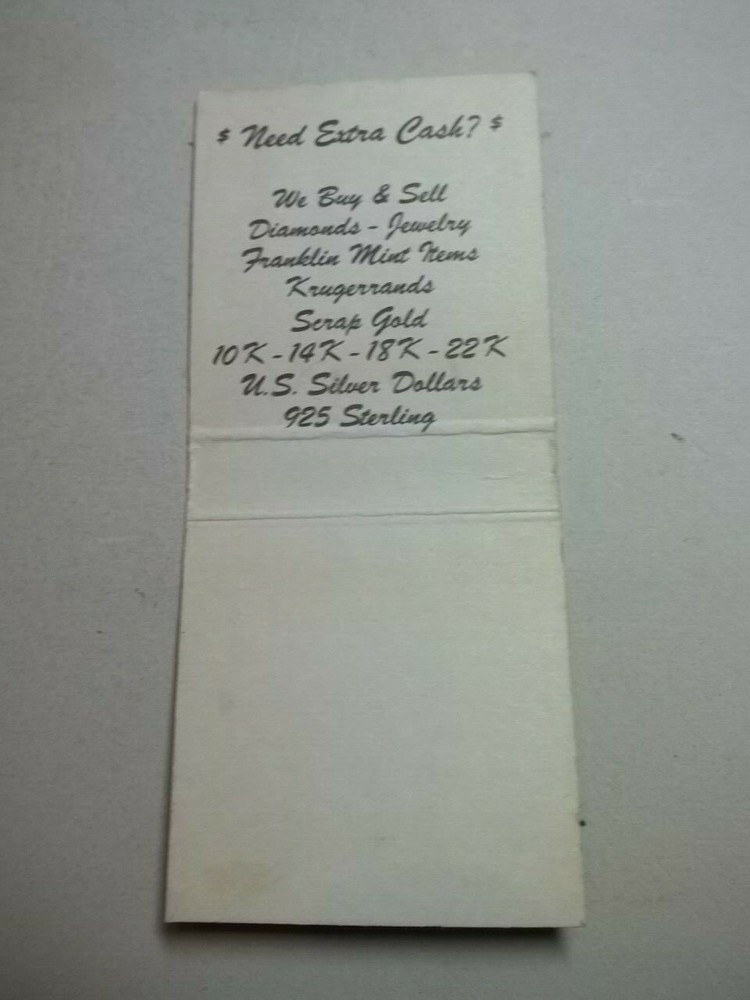 $ Need Extra Cash? $
We Buy & Sell
Diamonds - Jewelry
Franklin Mint Items
Krugerrands
Scrap Gold
10K - 14K - 18K - 22K
U.S. Silver Dollars
925 Sterling